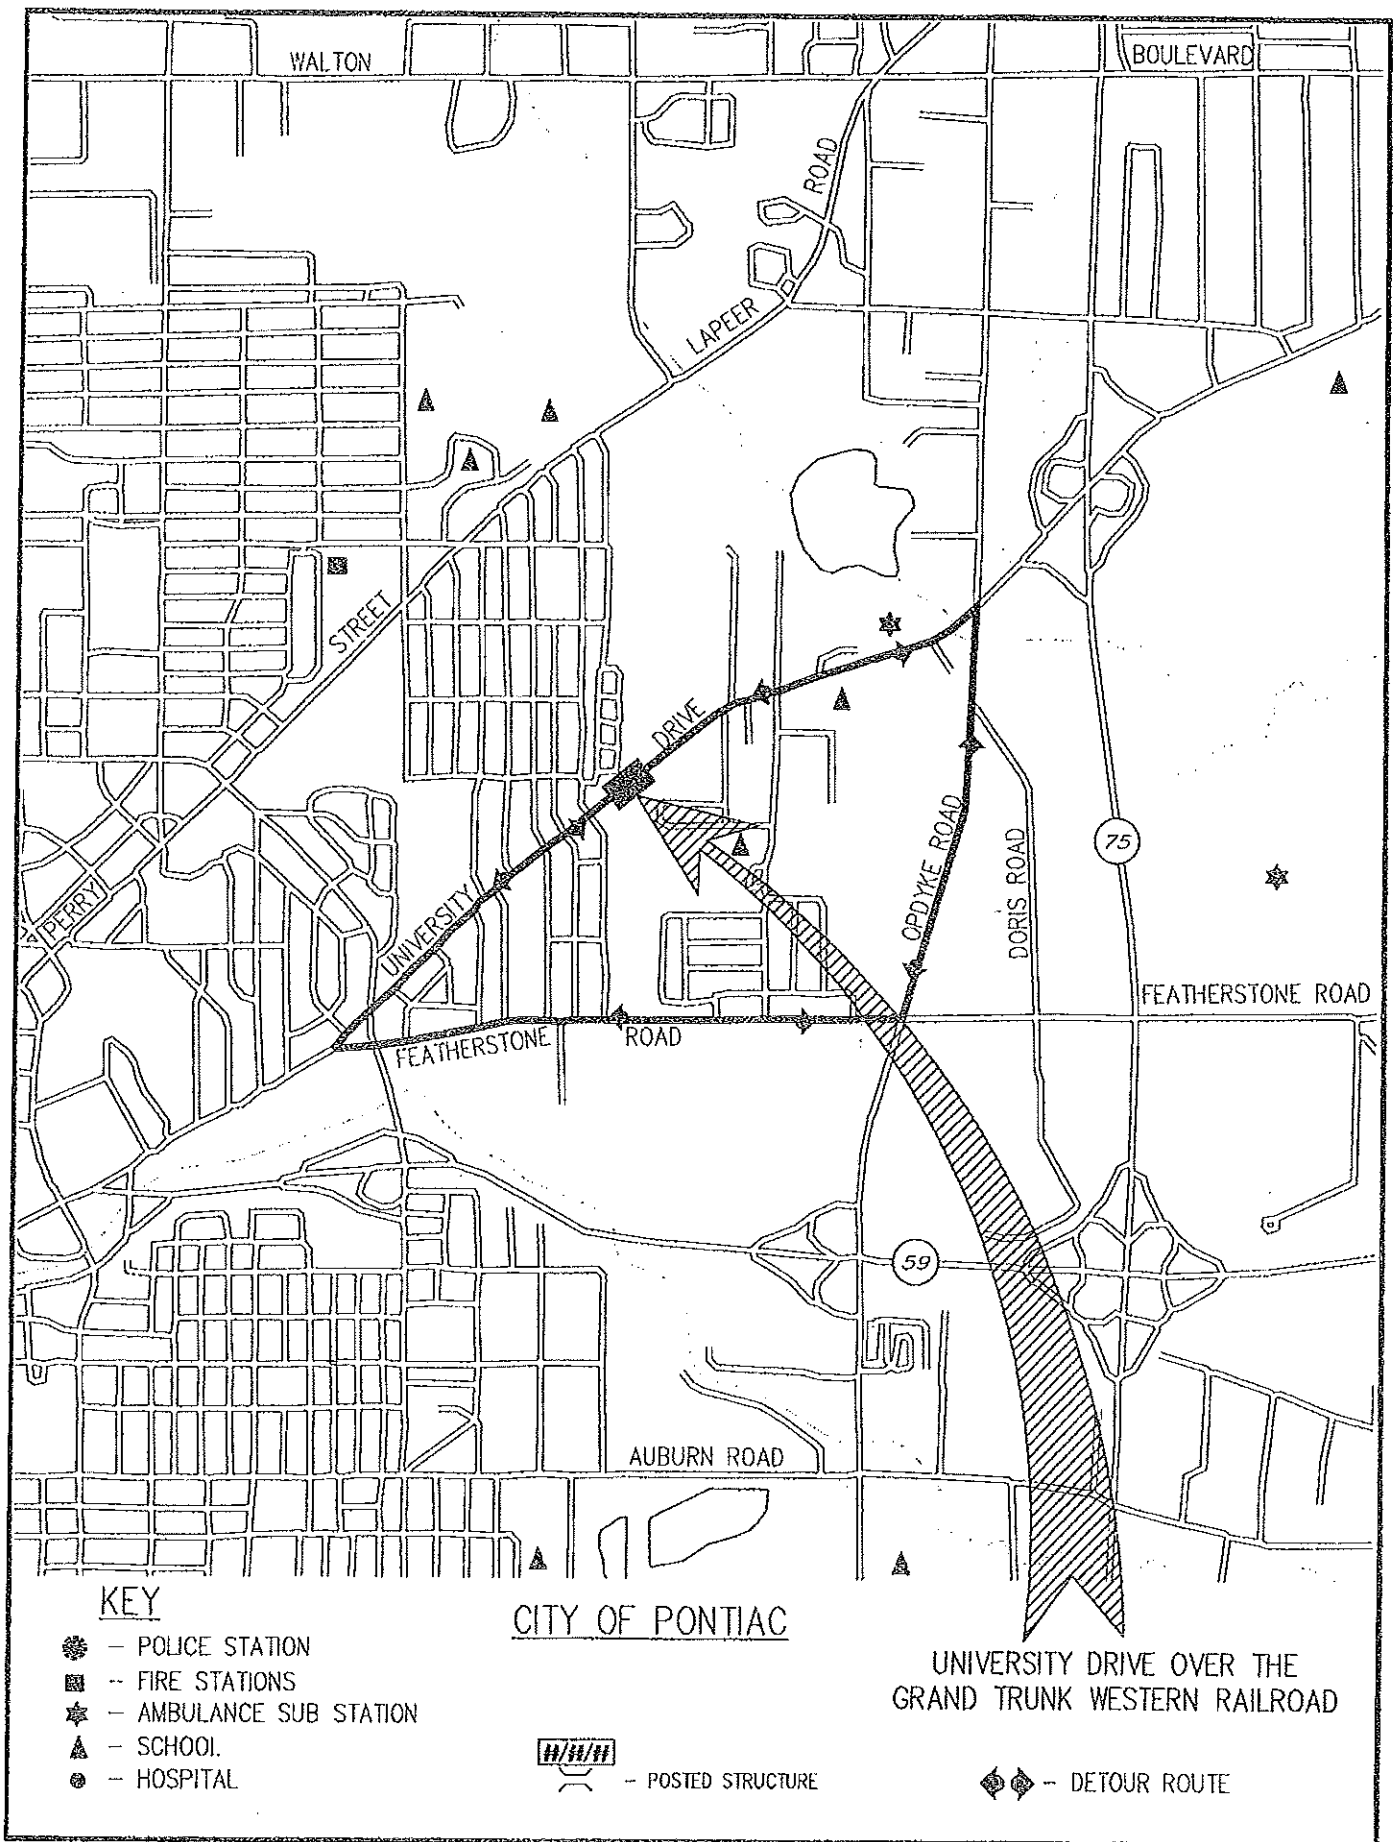 WALTON
BOULEVARD
ROAD
LAPEER
STREET
DRIVE
UNIVERSITY
PERRY
OPDYKE ROAD
DORIS ROAD
75
FEATHERSTONE ROAD
FEATHERSTONE
ROAD
59
AUBURN ROAD
KEY
CITY OF PONTIAC
– POLICE STATION
-- FIRE STATIONS
– AMBULANCE SUB STATION
– SCHOOL
– HOSPITAL
UNIVERSITY DRIVE OVER THE
GRAND TRUNK WESTERN RAILROAD
#/#/#
– POSTED STRUCTURE
– DETOUR ROUTE